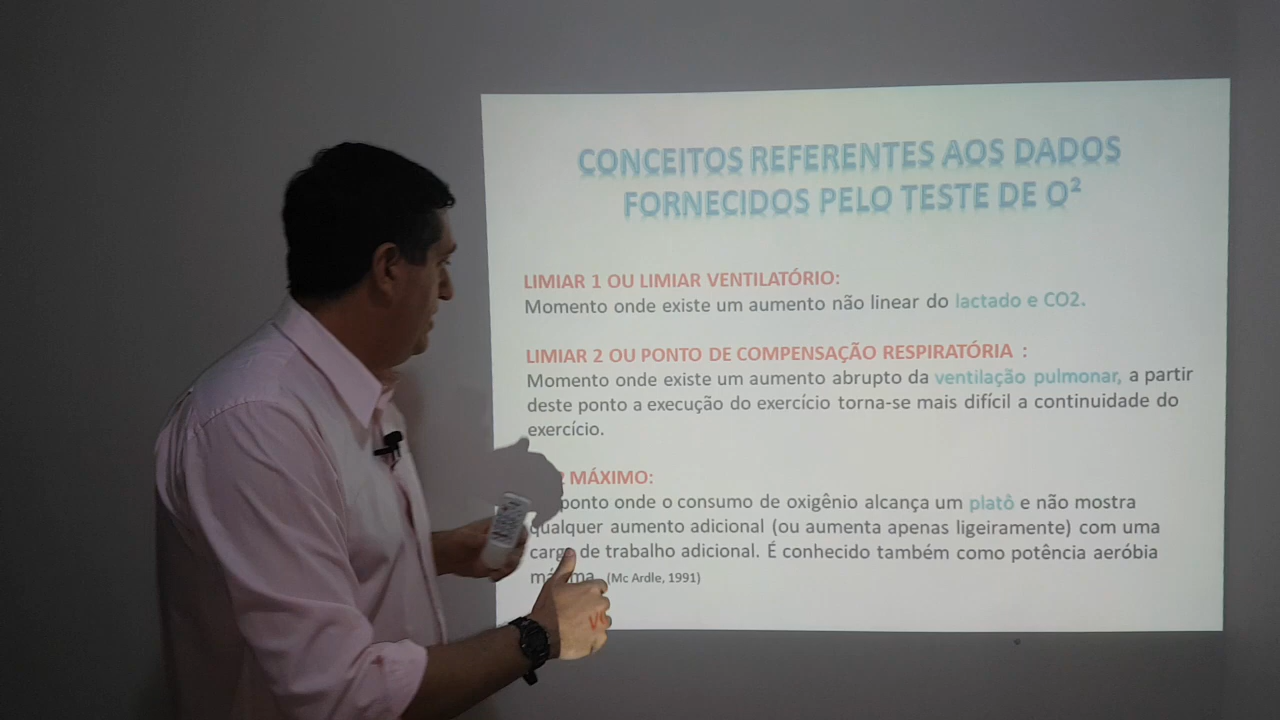 CONCEITOS REFERENTES AOS DADOS
FORNECIDOS PELO TESTE DE O²
LIMIAR 1 OU LIMIAR VENTILATÓRIO:
Momento onde existe um aumento não linear do lactado e CO2.
LIMIAR 2 OU PONTO DE COMPENSAÇÃO RESPIRATÓRIA :
Momento onde existe um aumento abrupto da ventilação pulmonar, a partir
deste ponto a execução do exercício torna-se mais difícil a continuidade do
exercício.
MÁXIMO:
ponto onde o consumo de oxigênio alcança um platô e não mostra
qualquer aumento adicional (ou aumenta apenas ligeiramente) com uma
carga de trabalho adicional. É conhecido também como potência aeróbia
(Mc Ardle, 1991)